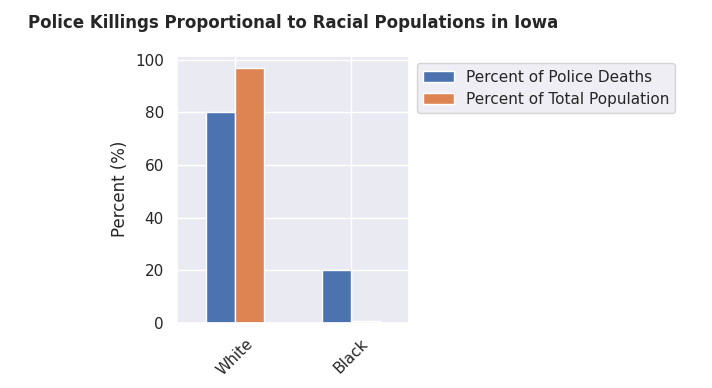 Police Killings Proportional to Racial Populations in Iowa
Percent of Police Deaths
Percent of Total Population
Percent (%)
100
80
60
40
20
0
White
Black